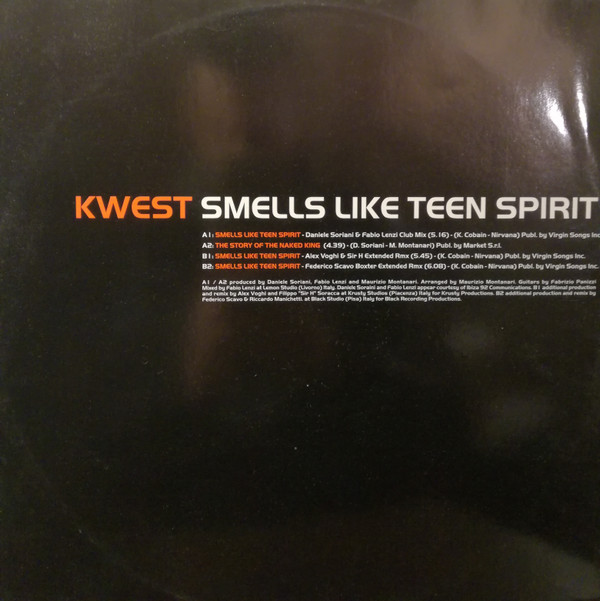 KWEST SMELLS LIKE TEEN SPIRIT
A1: SMELLS LIKE TEEN SPIRIT - Daniele Soriani & Fabio Lenzi Club Mix (5.16) - (K. Cobain - Nirvana) Publ. by Virgin Songs Inc.
A2: THE STORY OF THE NAKED KING (4.39) - (D. Soriani - M. Montanari) Publ. by Market S.r.l.
B1: SMELLS LIKE TEEN SPIRIT - Alex Voghi & Sir H Extended Rmx (5.45) - (K. Cobain - Nirvana) Publ. by Virgin Songs Inc.
B2: SMELLS LIKE TEEN SPIRIT - Federico Scavo Boxter Extended Rmx (6.08) - (K. Cobain - Nirvana) Publ. by Virgin Songs Inc.
A1 / A2 produced by Daniele Soriani, Fabio Lenzi and Maurizio Montanari. Arranged by Maurizio Montanari. Guitars by Fabrizio Panizzi
Mixed by Fabio Lenzi at Lemon Studio (Livorno) Italy. Daniele Soraini and Fabio Lenzi appear courtesy of Ibiza 92 Communications. B1 additional production
and remix by Alex Voghi and Filippo "Sir H" Soracca at Krusty Studios (Piacenza) Italy for Krusty Productions. B2 additional production and remix by
Federico Scavo & Riccardo Manichetti. at Black Studio (Pisa) Italy for Black Recording Productions.